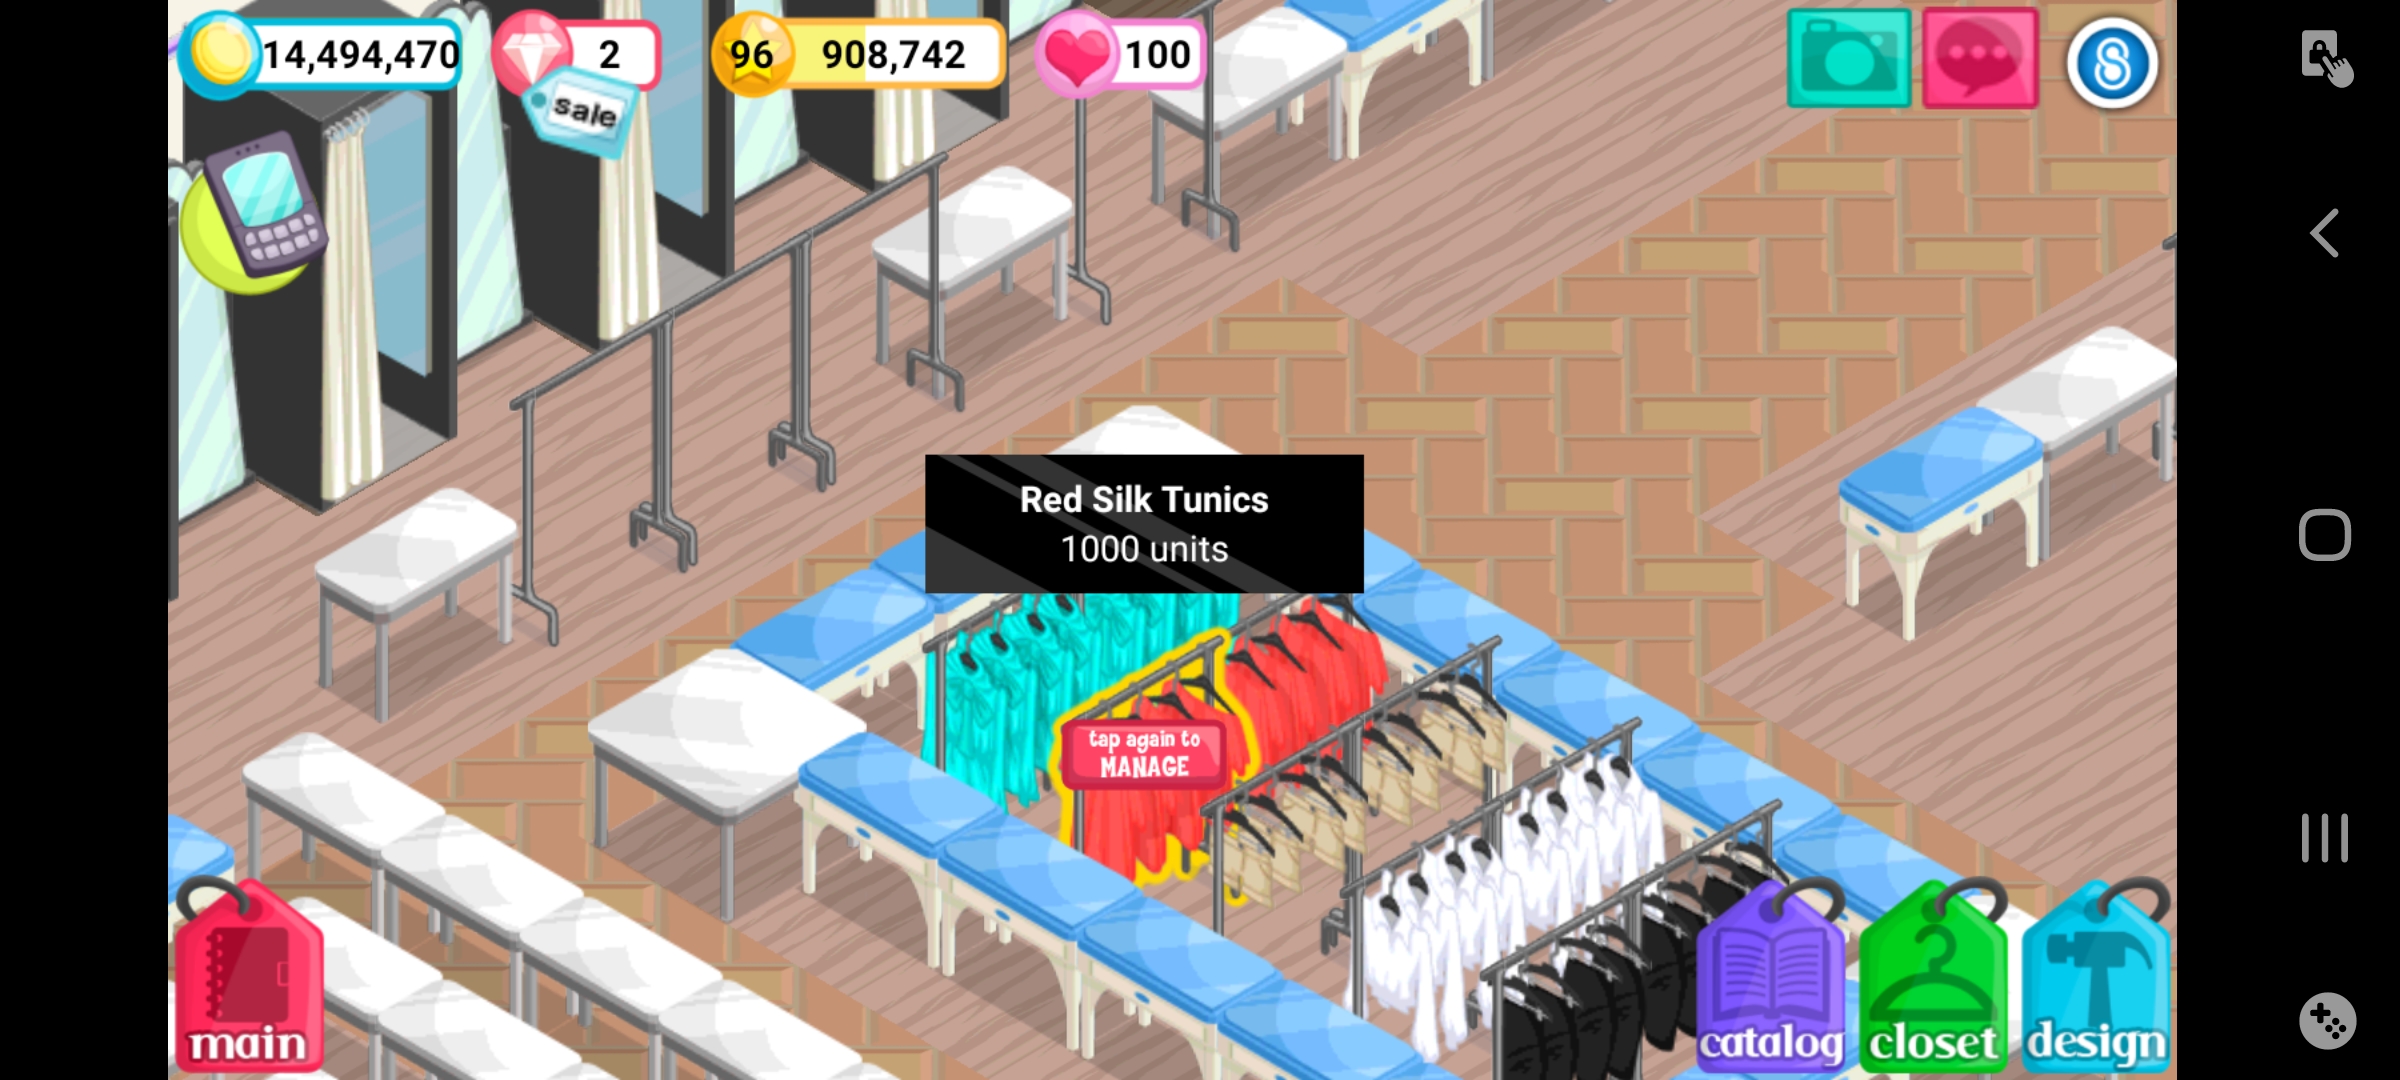 14,494,470
2
96
908,742
100
sale
Red Silk Tunics
1000 units
tap again to
MANAGE
main
catalog
closet
design